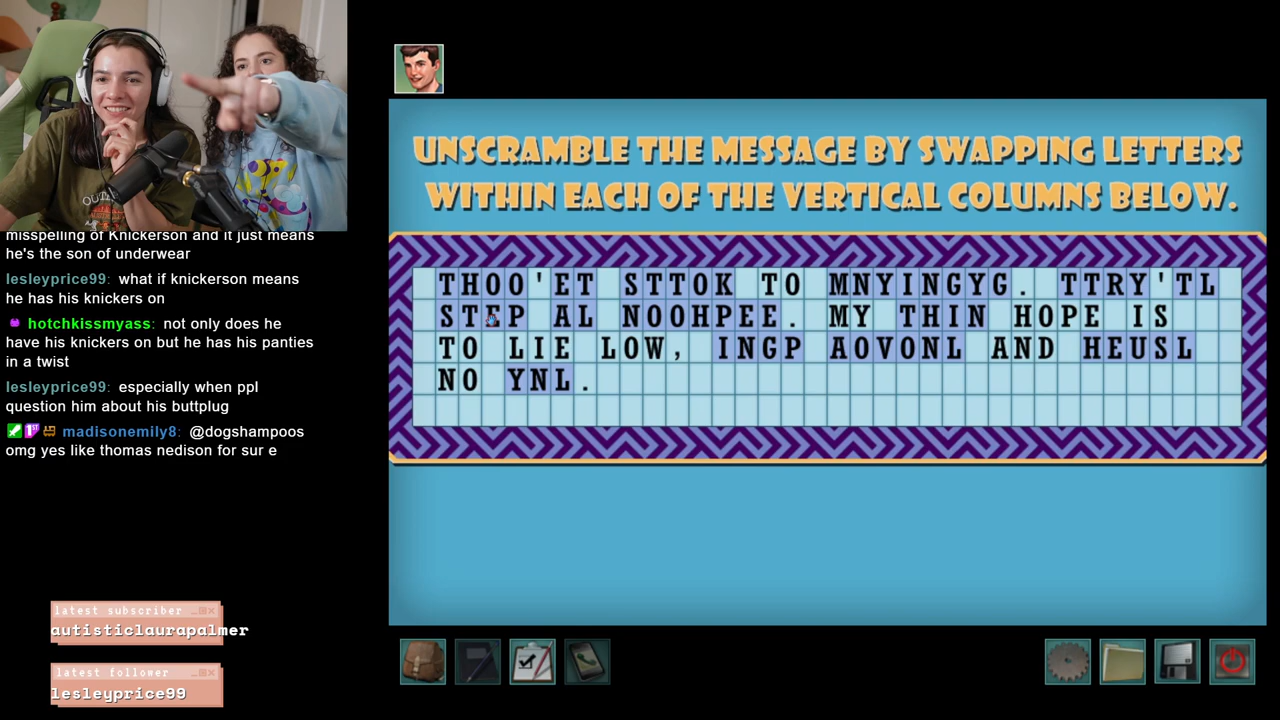 UNSCRAMBLE THE MESSAGE BY SWAPPING LETTERS
WITHIN EACH OF THE VERTICAL COLUMNS BELOW.
THOO'ET STTOK TO MNYINGYG. TTRY'TL
STEP AL NOOHPEE. MY THIN HOPE IS
TO LIE LOW, INGP AOVONL AND HEUSL
NO YNL.
misspelling of Knickerson and it just means
he's the son of underwear
lesleyprice99: what if knickerson means
he has his knickers on
hotchkissmyass: not only does he
have his knickers on but he has his panties
in a twist
lesleyprice99: especially when ppl
question him about his buttplug
madisonemily8: @dogshampoos
omg yes like thomas nedison for sur e
latest subscriber
autisticlaurapalmer
latest follower
lesleyprice99